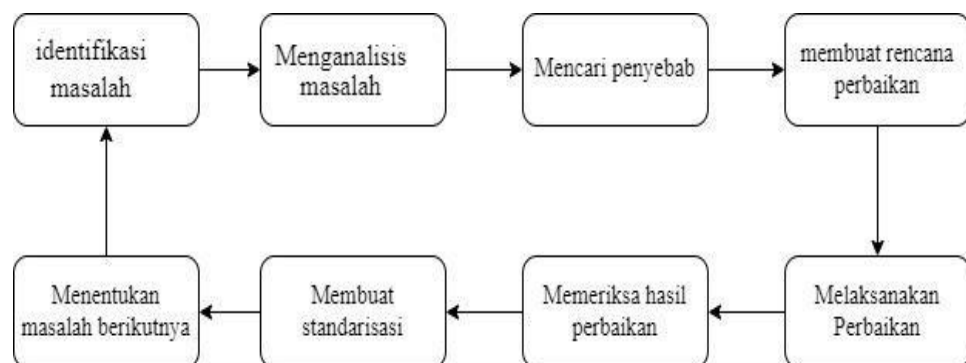 identifikasi
masalah
Menganalisis
masalah
Mencari penyebab
membuat rencana
perbaikan
Menentukan
masalah berikutnya
Membuat
standarisasi
Memeriksa hasil
perbaikan
Melaksanakan
Perbaikan